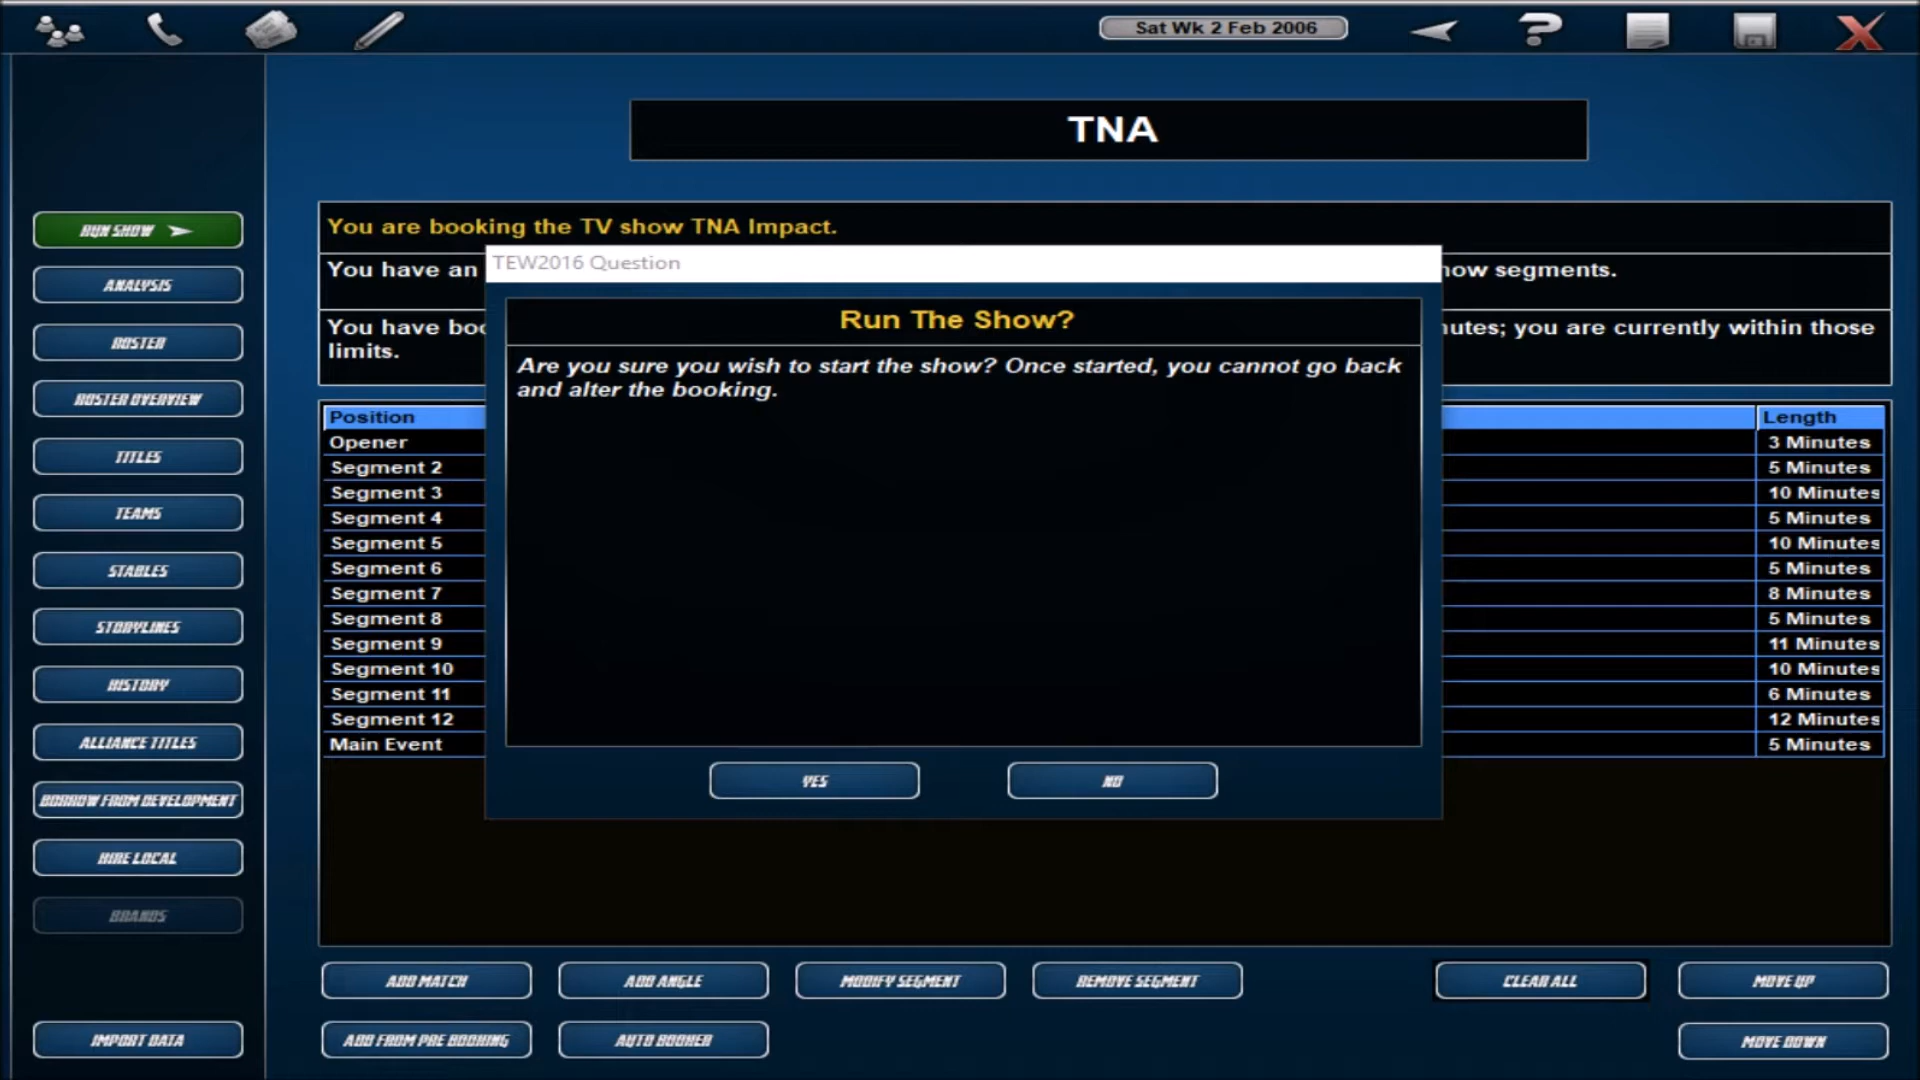 Sat Wk 2 Feb 2006
TNA
RUN SHOW
ANALYSIS
ROSTER
ROSTER OVERVIEW
TITLES
TEAMS
STABLES
STORYLINES
HISTORY
ALLIANCE TITLES
BORROW FROM DEVELOPMENT
HIRE LOCAL
BRANDS
IMPORT DATA
You are booking the TV show TNA Impact.
You have an
how segments.
You have boo
nutes; you are currently within those
limits.
TEW2016 Question
Run The Show?
Are you sure you wish to start the show? Once started, you cannot go back
and alter the booking.
YES
NO
Position
Length
Opener
3 Minutes
Segment 2
5 Minutes
Segment 3
10 Minutes
Segment 4
5 Minutes
Segment 5
10 Minutes
Segment 6
5 Minutes
Segment 7
8 Minutes
Segment 8
5 Minutes
Segment 9
11 Minutes
Segment 10
10 Minutes
Segment 11
6 Minutes
Segment 12
12 Minutes
Main Event
5 Minutes
ADD MATCH
ADD ANGLE
MODIFY SEGMENT
REMOVE SEGMENT
CLEAR ALL
MOVE UP
ADD FROM PRE BOOKING
AUTO BOOKER
MOVE DOWN